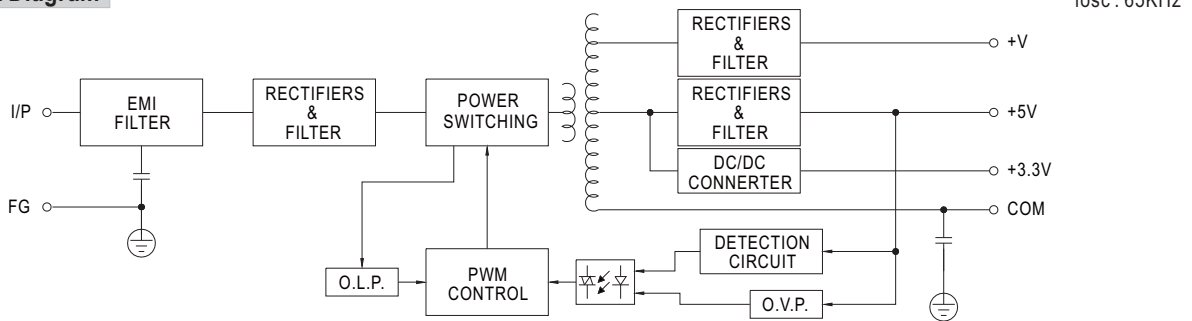 Diagram
fosc : 65KHz
RECTIFIERS
&
FILTER
+V
I/P
EMI
FILTER
RECTIFIERS
&
FILTER
POWER
SWITCHING
RECTIFIERS
&
FILTER
+5V
DC/DC
CONNERTER
+3.3V
FG
COM
DETECTION
CIRCUIT
O.L.P.
PWM
CONTROL
O.V.P.